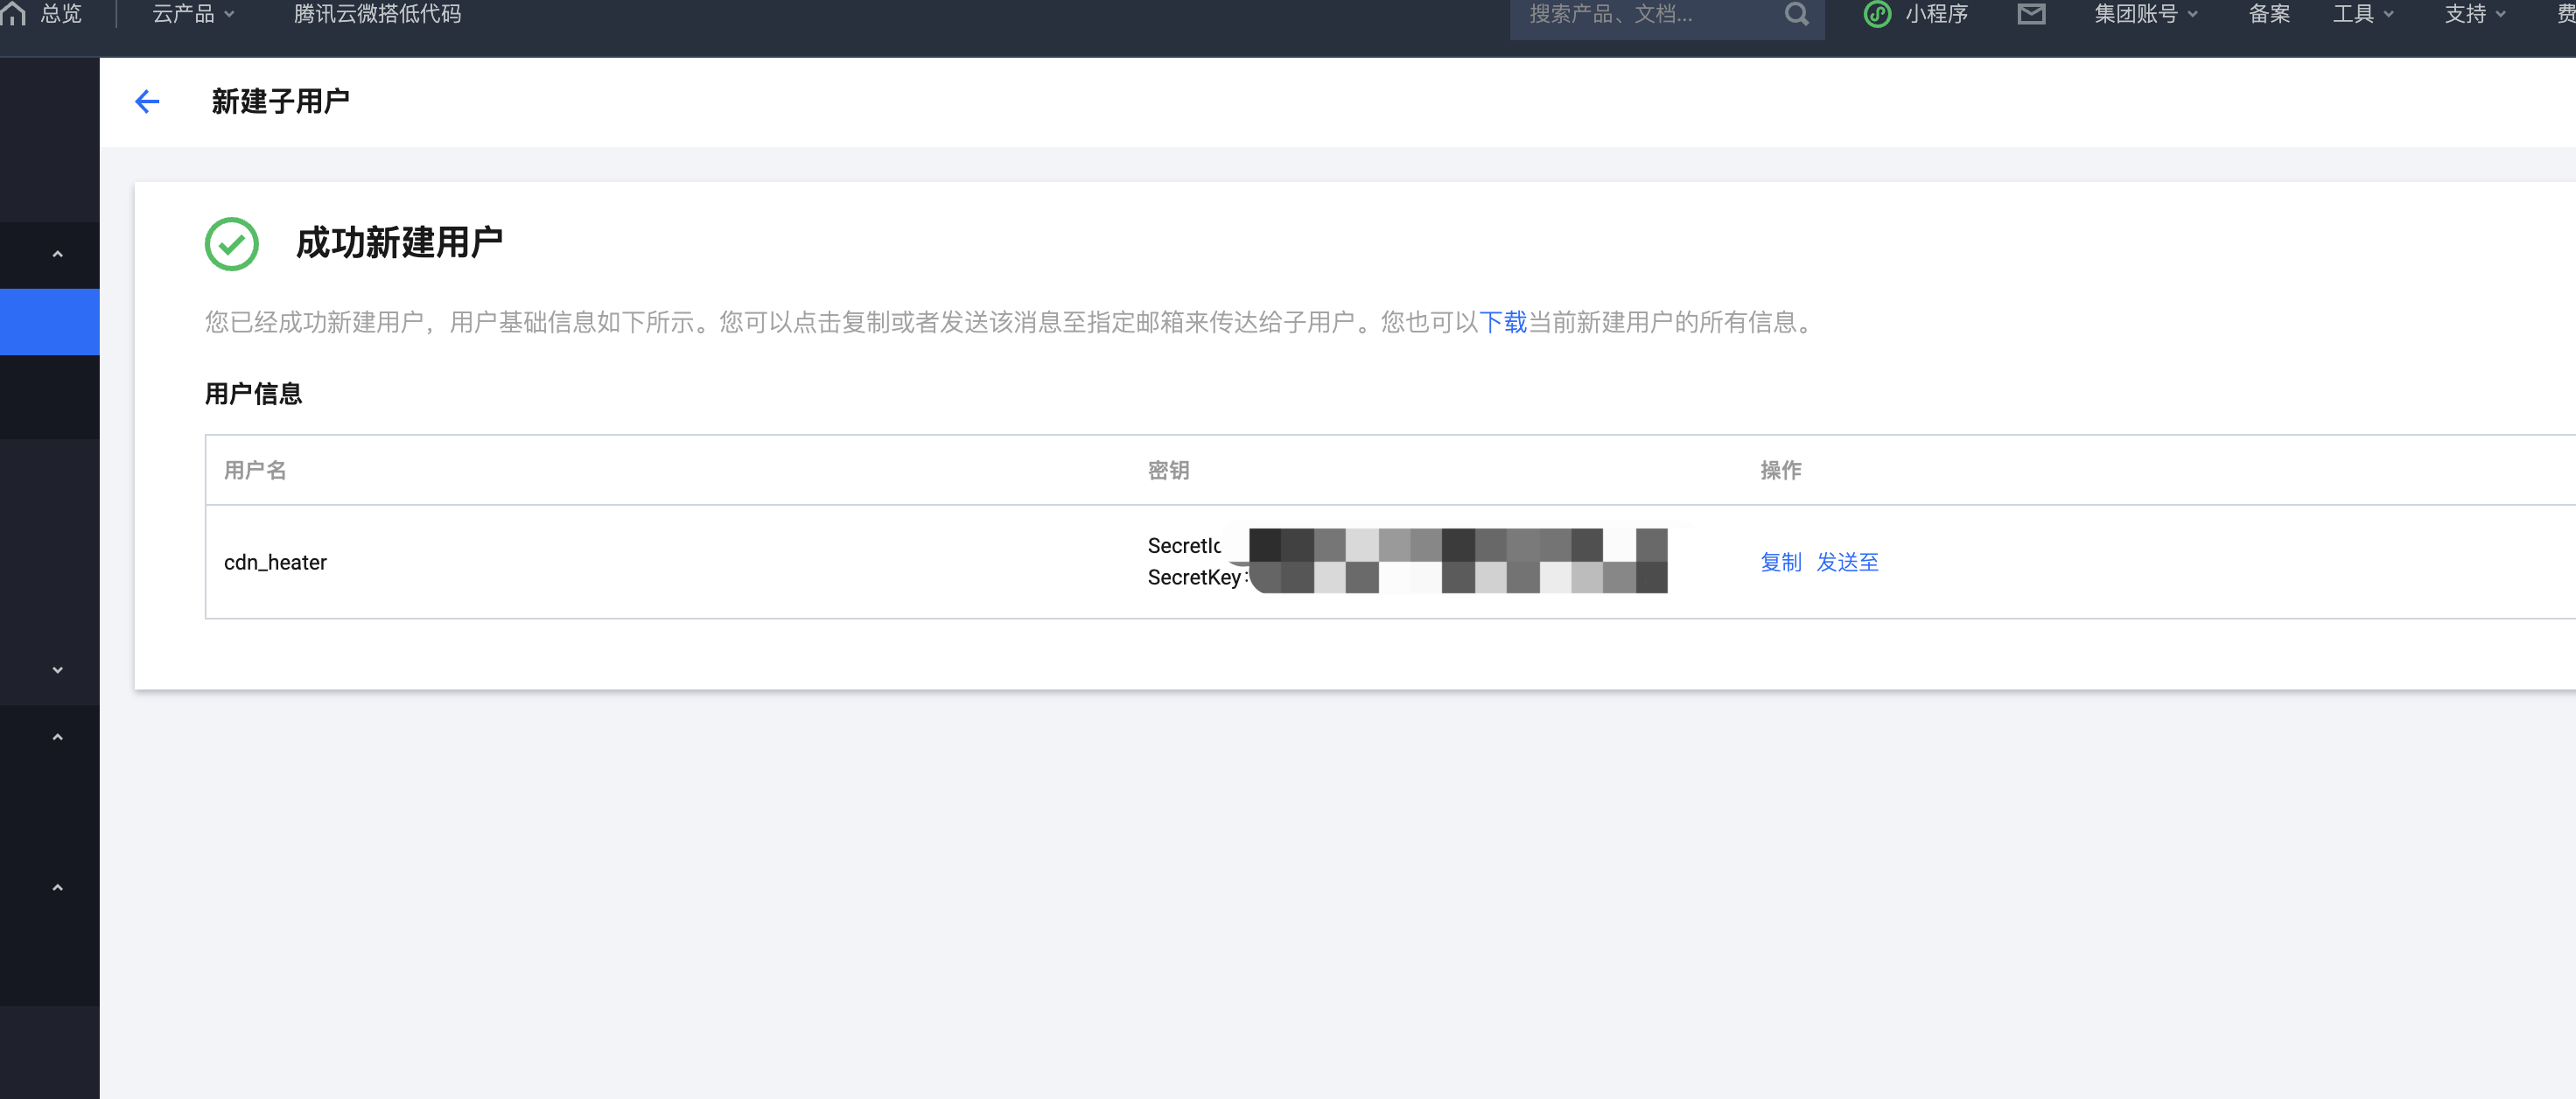 总览 云产品 腾讯云微搭低代码 搜索产品、文档... 小程序 集团账号 备案 工具 支持 费
新建子用户
成功新建用户
您已经成功新建用户，用户基础信息如下所示。您可以点击复制或者发送该消息至指定邮箱来传达给子用户。您也可以下载当前新建用户的所有信息。
用户信息
用户名 密钥 操作
cdn_heater
SecretId
SecretKey:
复制 发送至